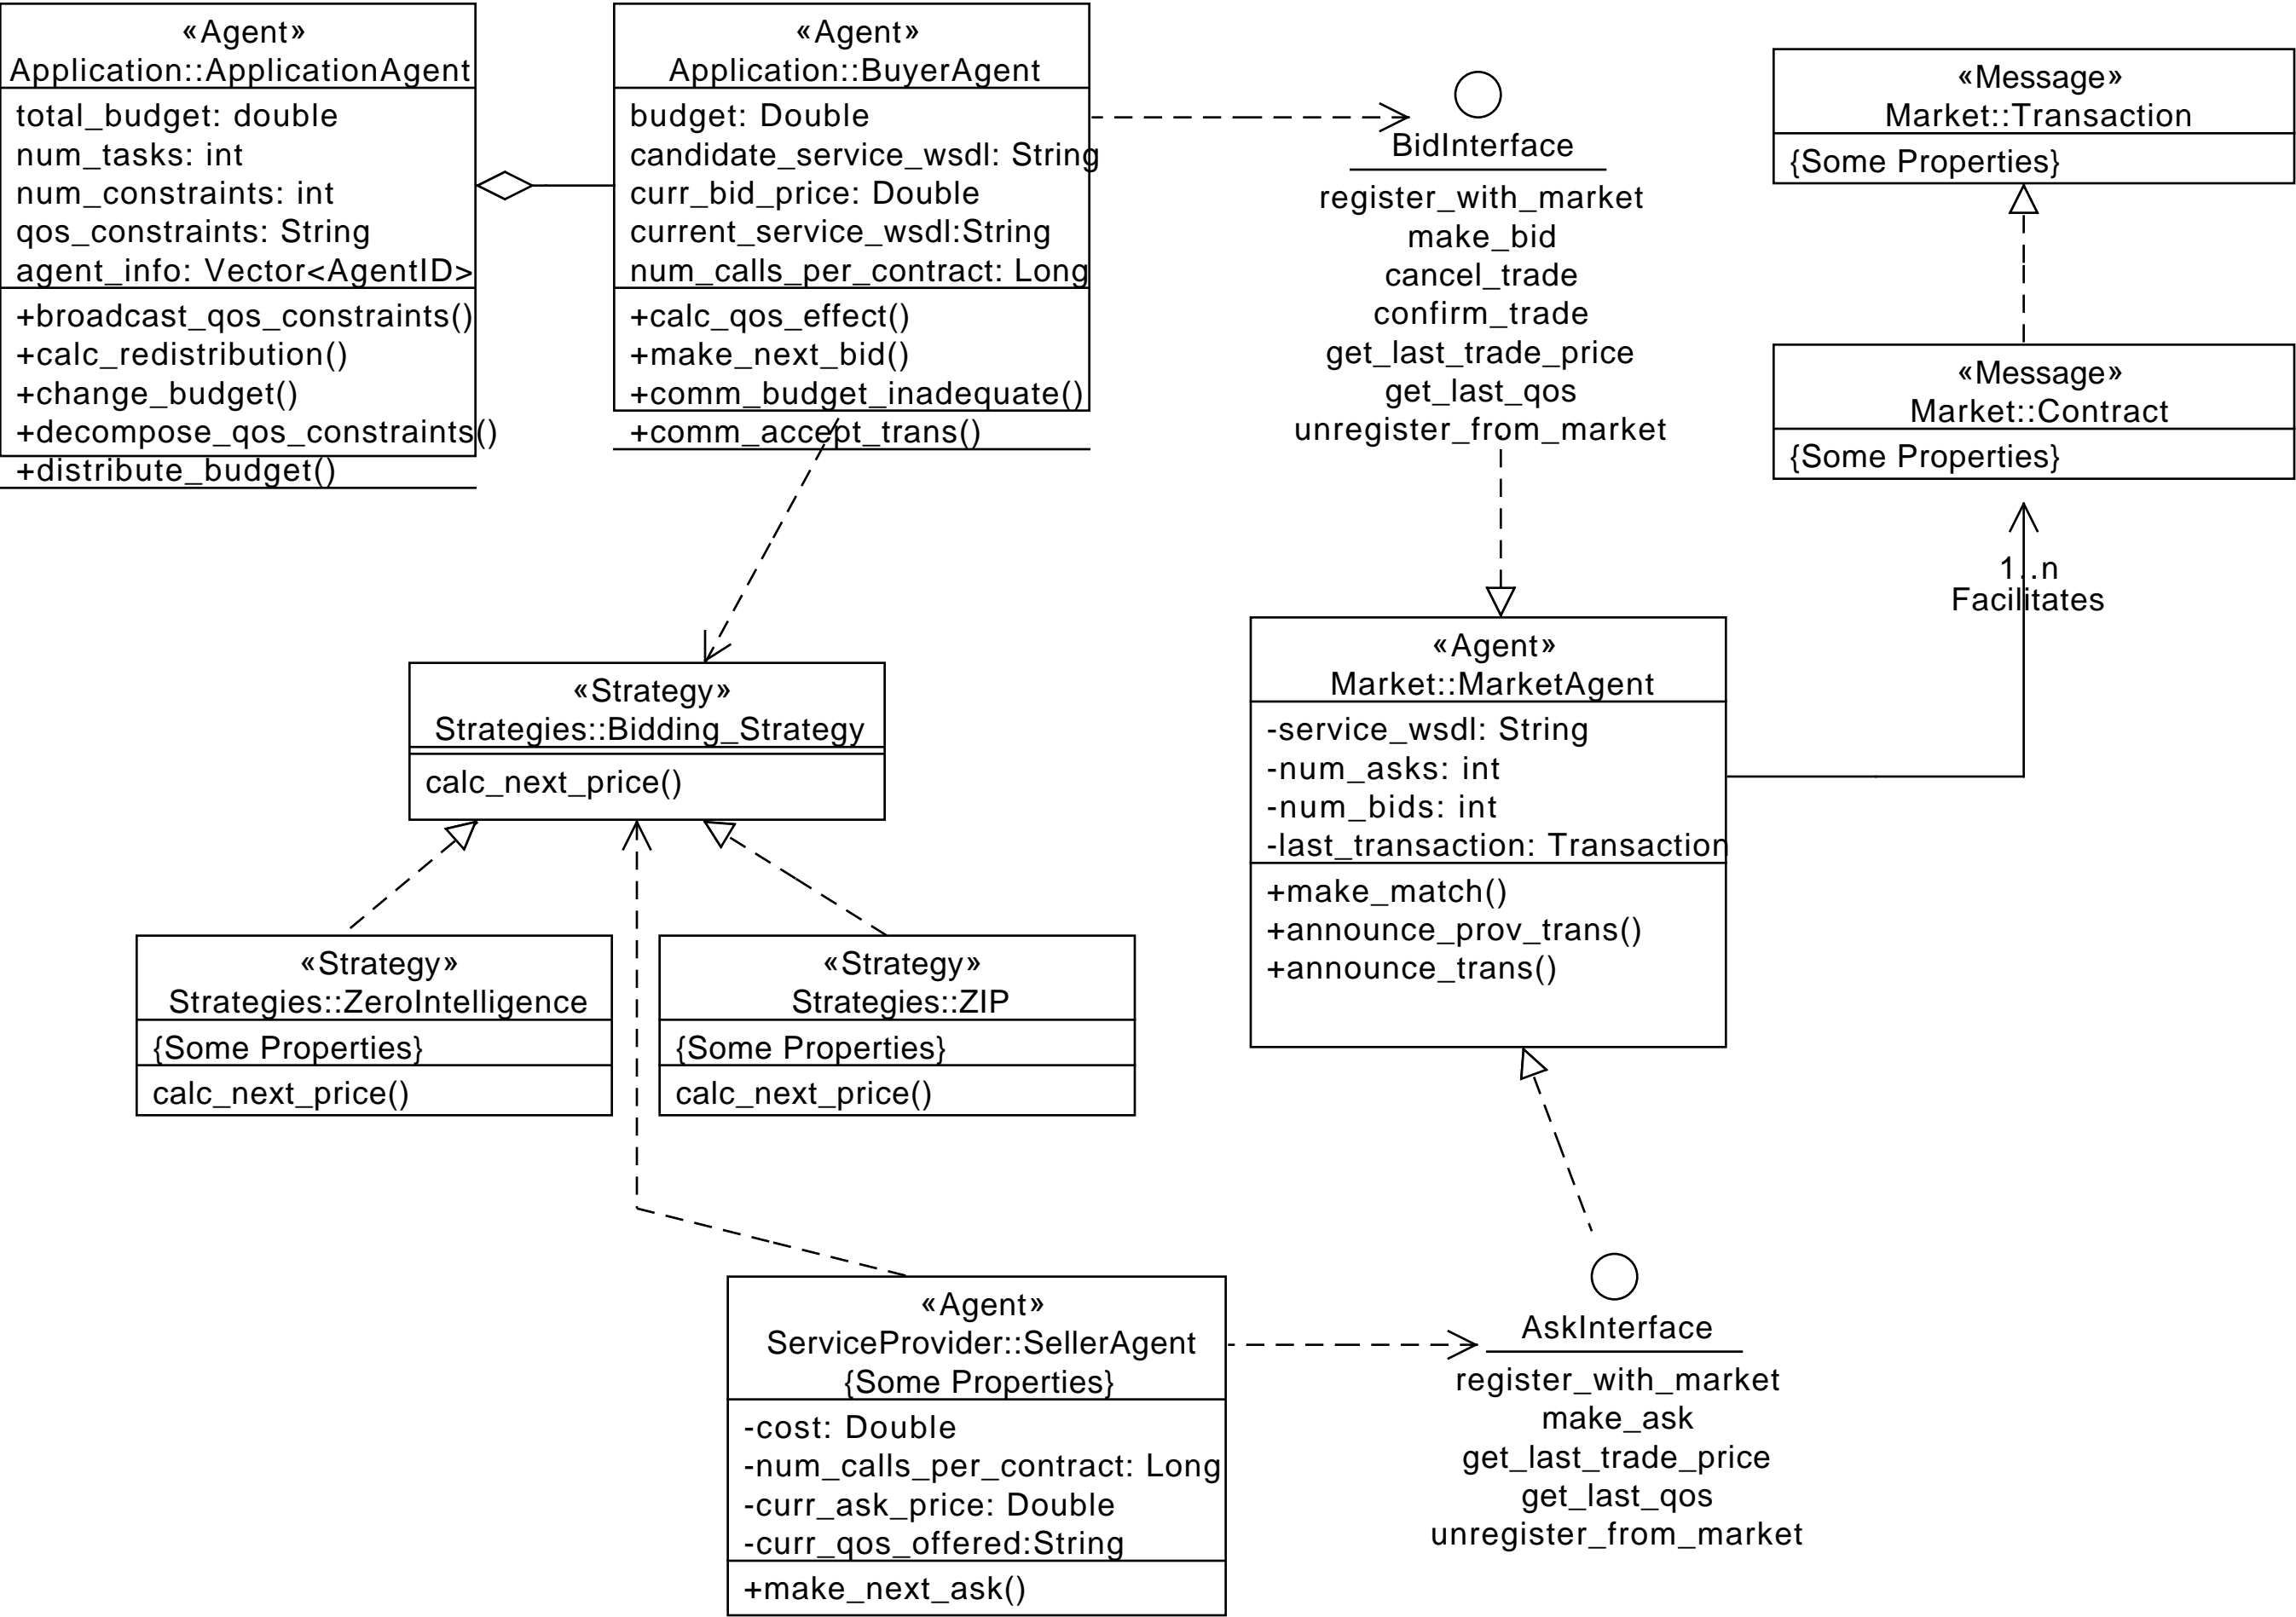 «Agent»
Application::ApplicationAgent
total_budget: double
num_tasks: int
num_constraints: int
qos_constraints: String
agent_info: Vector<AgentID>
+broadcast_qos_constraints()
+calc_redistribution()
+change_budget()
+decompose_qos_constraints()
+distribute_budget()
«Agent»
Application::BuyerAgent
budget: Double
candidate_service_wsdl: String
curr_bid_price: Double
current_service_wsdl:String
num_calls_per_contract: Long
+calc_qos_effect()
+make_next_bid()
+comm_budget_inadequate()
+comm_accept_trans()
BidInterface
register_with_market
make_bid
cancel_trade
confirm_trade
get_last_trade_price
get_last_qos
unregister_from_market
«Message»
Market::Transaction
{Some Properties}
«Message»
Market::Contract
{Some Properties}
1..n
Facilitates
«Strategy»
Strategies::Bidding_Strategy
calc_next_price()
«Agent»
Market::MarketAgent
-service_wsdl: String
-num_asks: int
-num_bids: int
-last_transaction: Transaction
+make_match()
+announce_prov_trans()
+announce_trans()
«Strategy»
Strategies::ZeroIntelligence
{Some Properties}
calc_next_price()
«Strategy»
Strategies::ZIP
{Some Properties}
calc_next_price()
«Agent»
ServiceProvider::SellerAgent
{Some Properties}
-cost: Double
-num_calls_per_contract: Long
-curr_ask_price: Double
-curr_qos_offered:String
+make_next_ask()
AskInterface
register_with_market
make_ask
get_last_trade_price
get_last_qos
unregister_from_market